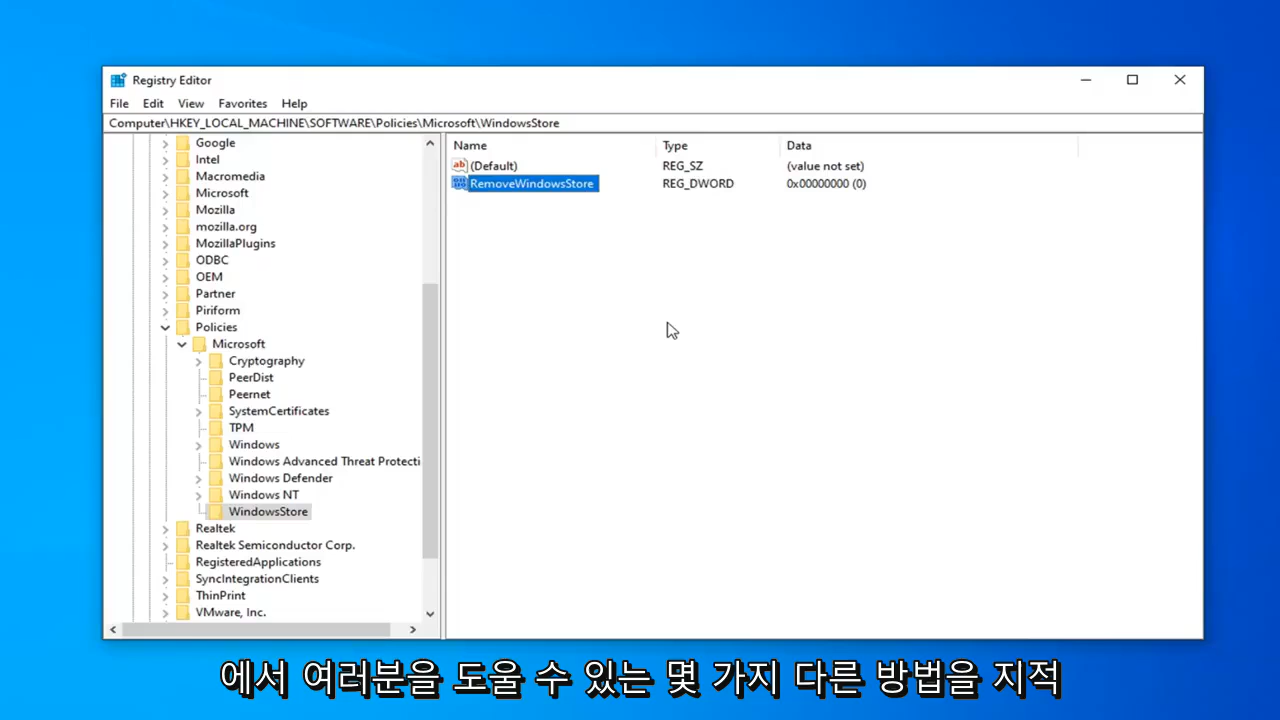 Registry Editor
File Edit View Favorites Help
Computer\HKEY_LOCAL_MACHINE\SOFTWARE\Policies\Microsoft\WindowsStore
Google
Intel
Macromedia
Microsoft
Mozilla
mozilla.org
MozillaPlugins
ODBC
OEM
Partner
Piriform
Policies
Microsoft
Cryptography
PeerDist
Peernet
SystemCertificates
TPM
Windows
Windows Advanced Threat Protecti
Windows Defender
Windows NT
WindowsStore
Realtek
Realtek Semiconductor Corp.
RegisteredApplications
SyncIntegrationClients
ThinPrint
VMware, Inc.
Name Type Data
ab (Default) REG_SZ (value not set)
RemoveWindowsStore REG_DWORD 0x00000000 (0)
에서 여러분을 도울 수 있는 몇 가지 다른 방법을 지적